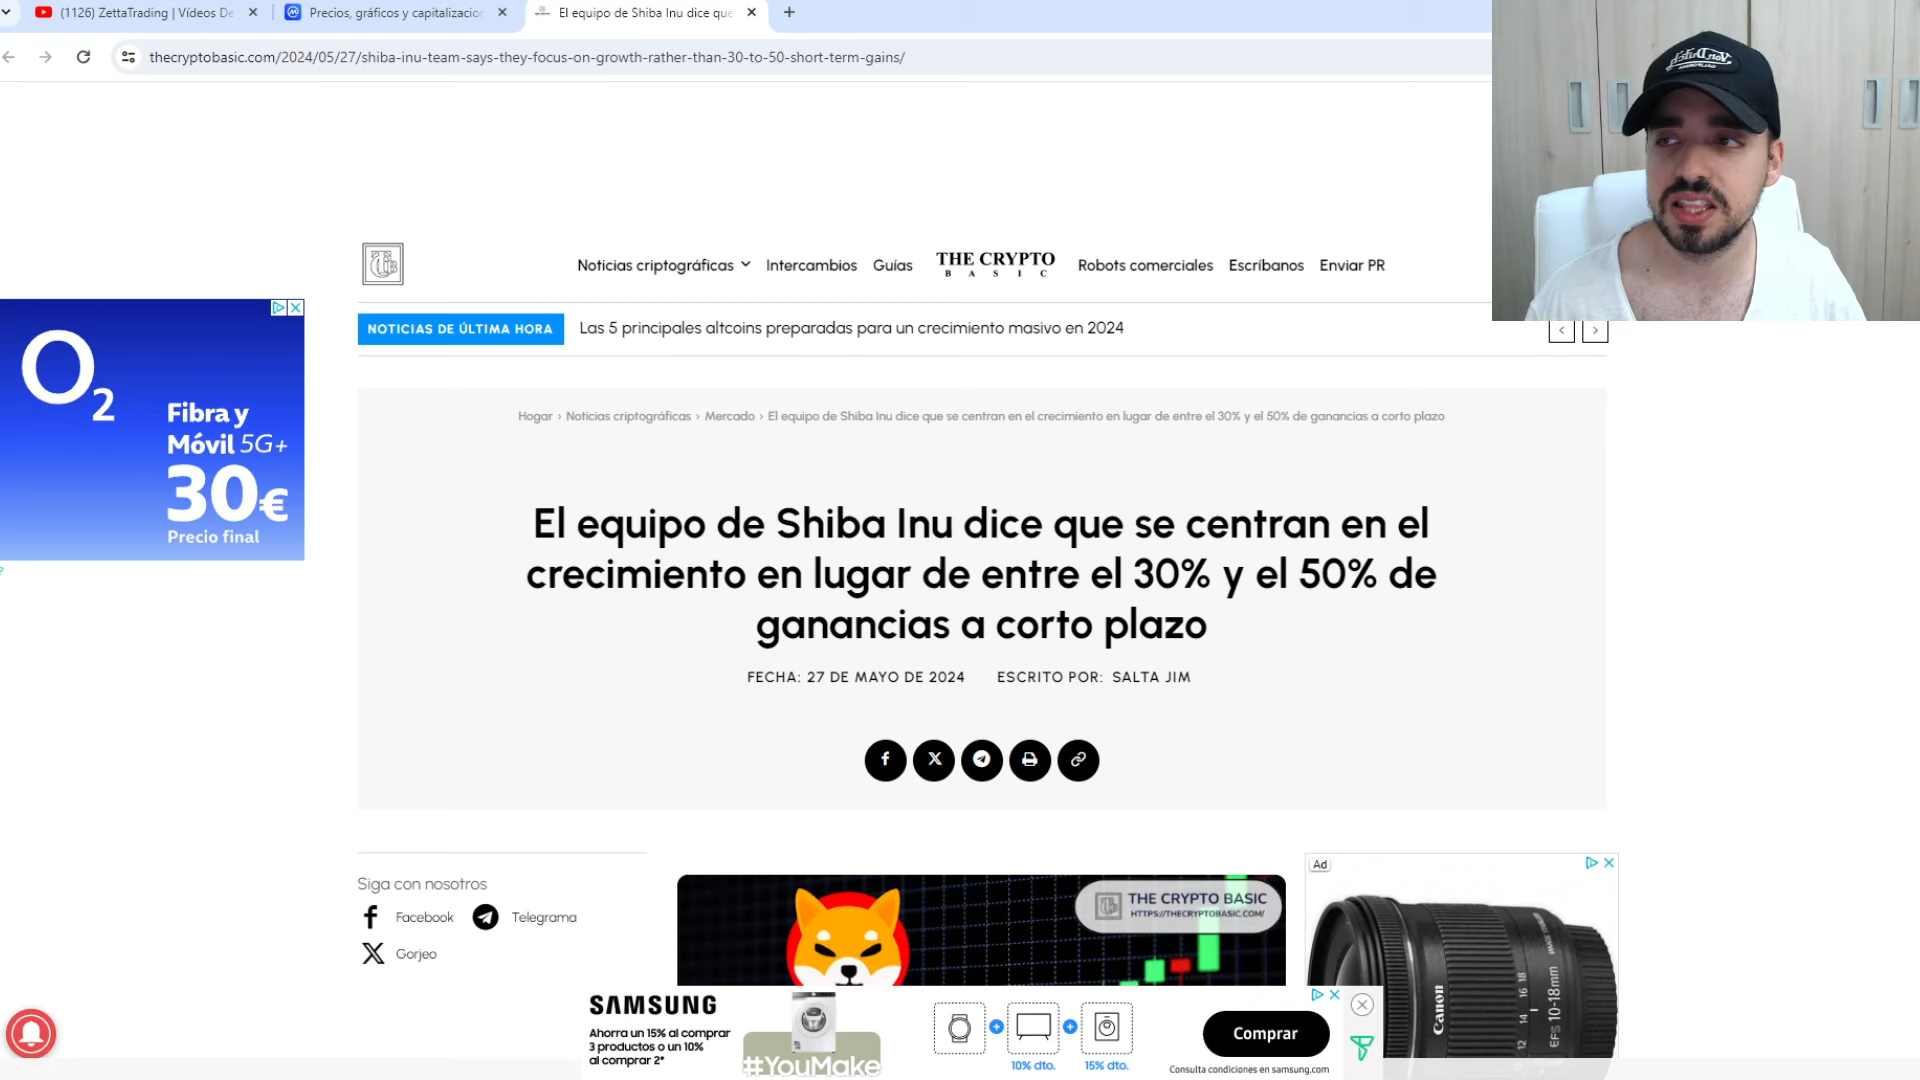 (1126) ZettaTrading | Vídeos De
Precios, gráficos y capitalizacion
El equipo de Shiba Inu dice que
thecryptobasic.com/2024/05/27/shiba-inu-team-says-they-focus-on-growth-rather-than-30-to-50-short-term-gains/
Noticias criptográficas
Intercambios
Guías
THE CRYPTO
BASIC
Robots comerciales
Escríbanos
Enviar PR
NOTICIAS DE ÚLTIMA HORA
Las 5 principales altcoins preparadas para un crecimiento masivo en 2024
O2
Fibra y
Móvil 5G+
30€
Precio final
Hogar › Noticias criptográficas › Mercado › El equipo de Shiba Inu dice que se centran en el crecimiento en lugar de entre el 30% y el 50% de ganancias a corto plazo
El equipo de Shiba Inu dice que se centran en el
crecimiento en lugar de entre el 30% y el 50% de
ganancias a corto plazo
FECHA: 27 DE MAYO DE 2024
ESCRITO POR: SALTA JIM
Siga con nosotros
Facebook
Telegrama
Gorjeo
THE CRYPTO BASIC
HTTPS://THECRYPTOBASIC.COM/
Ad
Canon
EFS 10-18mm
SAMSUNG
Ahorra un 15% al comprar
3 productos o un 10%
al comprar 2*
#YouMake
10% dto.
15% dto.
Comprar
Consulta condiciones en samsung.com